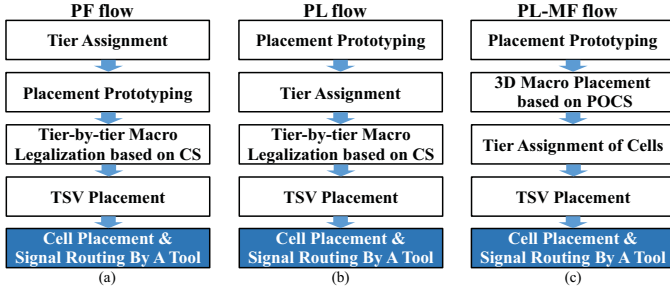 PF flow
Tier Assignment
Placement Prototyping
Tier-by-tier Macro
Legalization based on CS
TSV Placement
Cell Placement &
Signal Routing By A Tool
(a)
PL flow
Placement Prototyping
Tier Assignment
Tier-by-tier Macro
Legalization based on CS
TSV Placement
Cell Placement &
Signal Routing By A Tool
(b)
PL-MF flow
Placement Prototyping
3D Macro Placement
based on POCS
Tier Assignment of Cells
TSV Placement
Cell Placement &
Signal Routing By A Tool
(c)